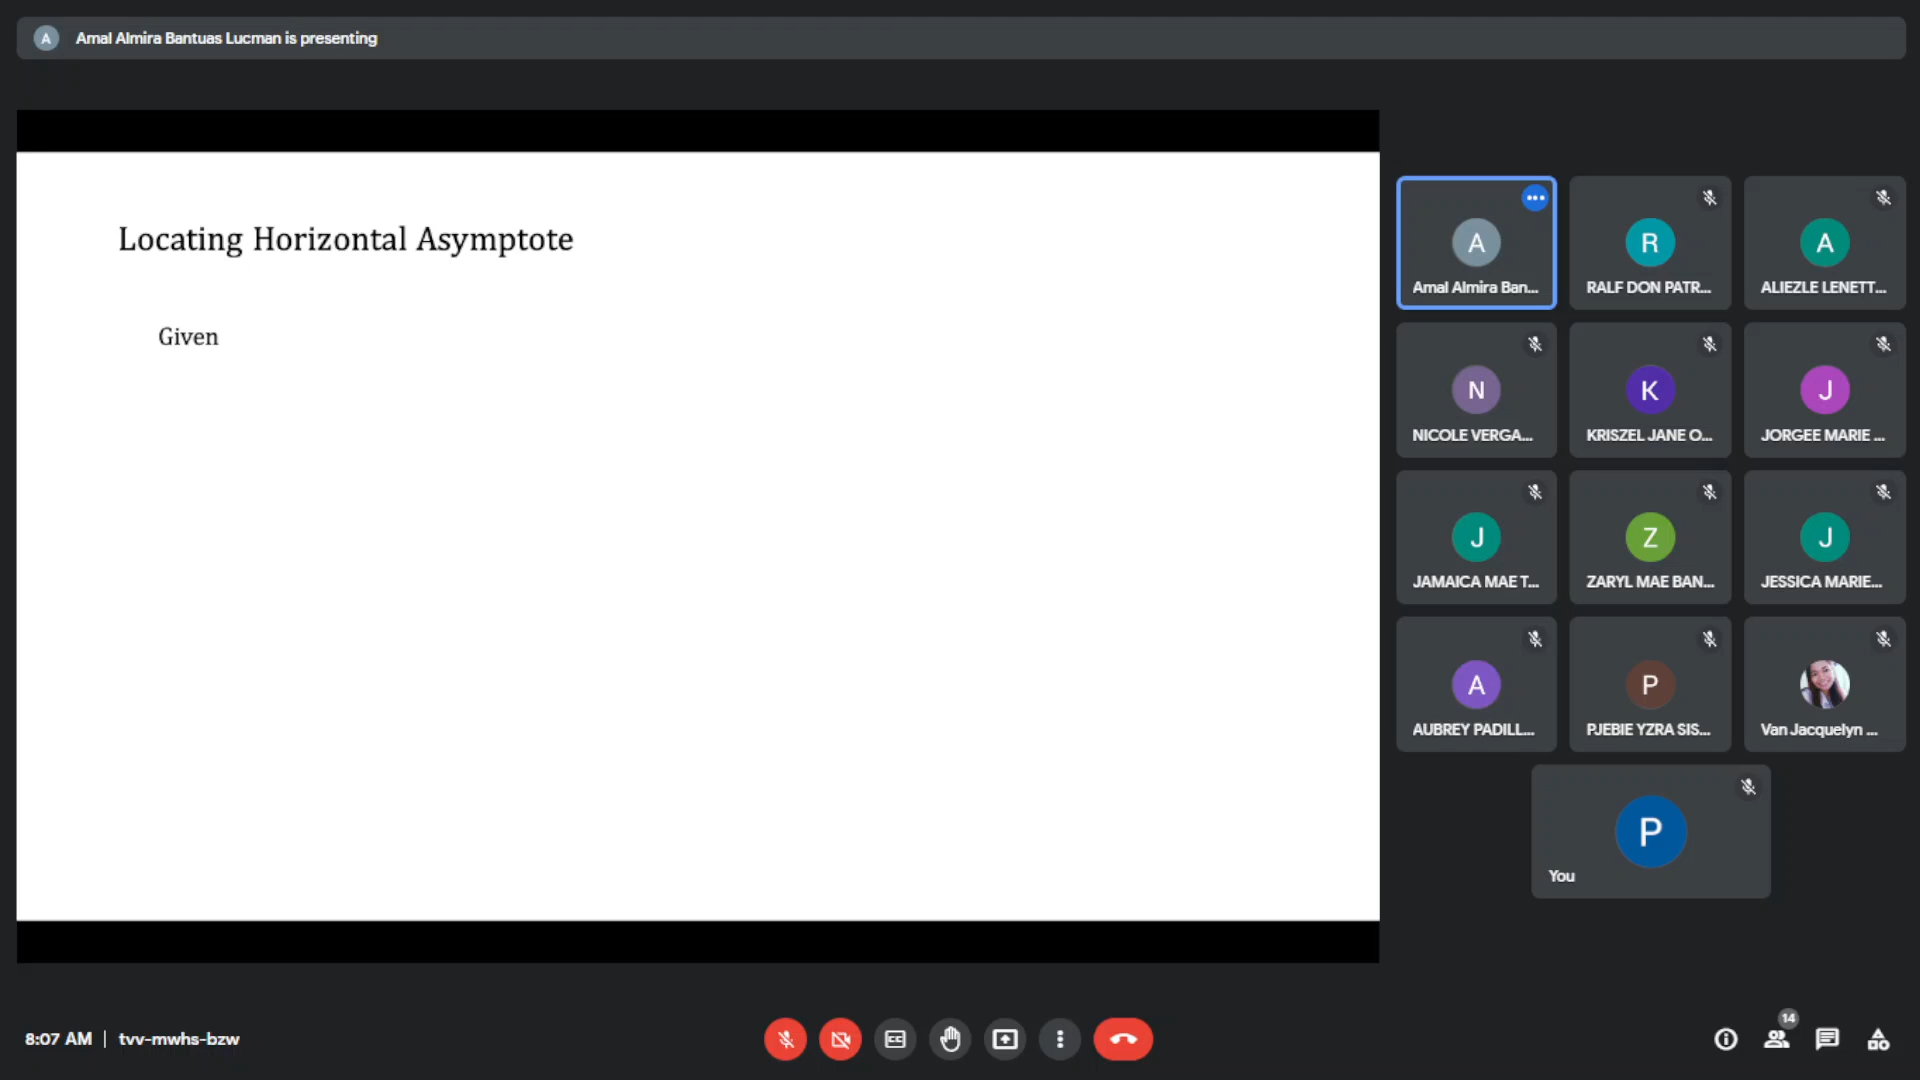 A
Amal Almira Bantuas Lucman is presenting
Locating Horizontal Asymptote
Given
A
Amal Almira Ban...
R
RALF DON PATR...
A
ALIEZLE LENETT...
N
NICOLE VERGA...
K
KRISZEL JANE O...
J
JORGEE MARIE ...
J
JAMAICA MAE T...
Z
ZARYL MAE BAN...
J
JESSICA MARIE...
A
AUBREY PADILL...
P
PJEBIE YZRA SIS...
Van Jacquelyn ...
P
You
8:07 AM | tvv-mwhs-bzw
CC
14